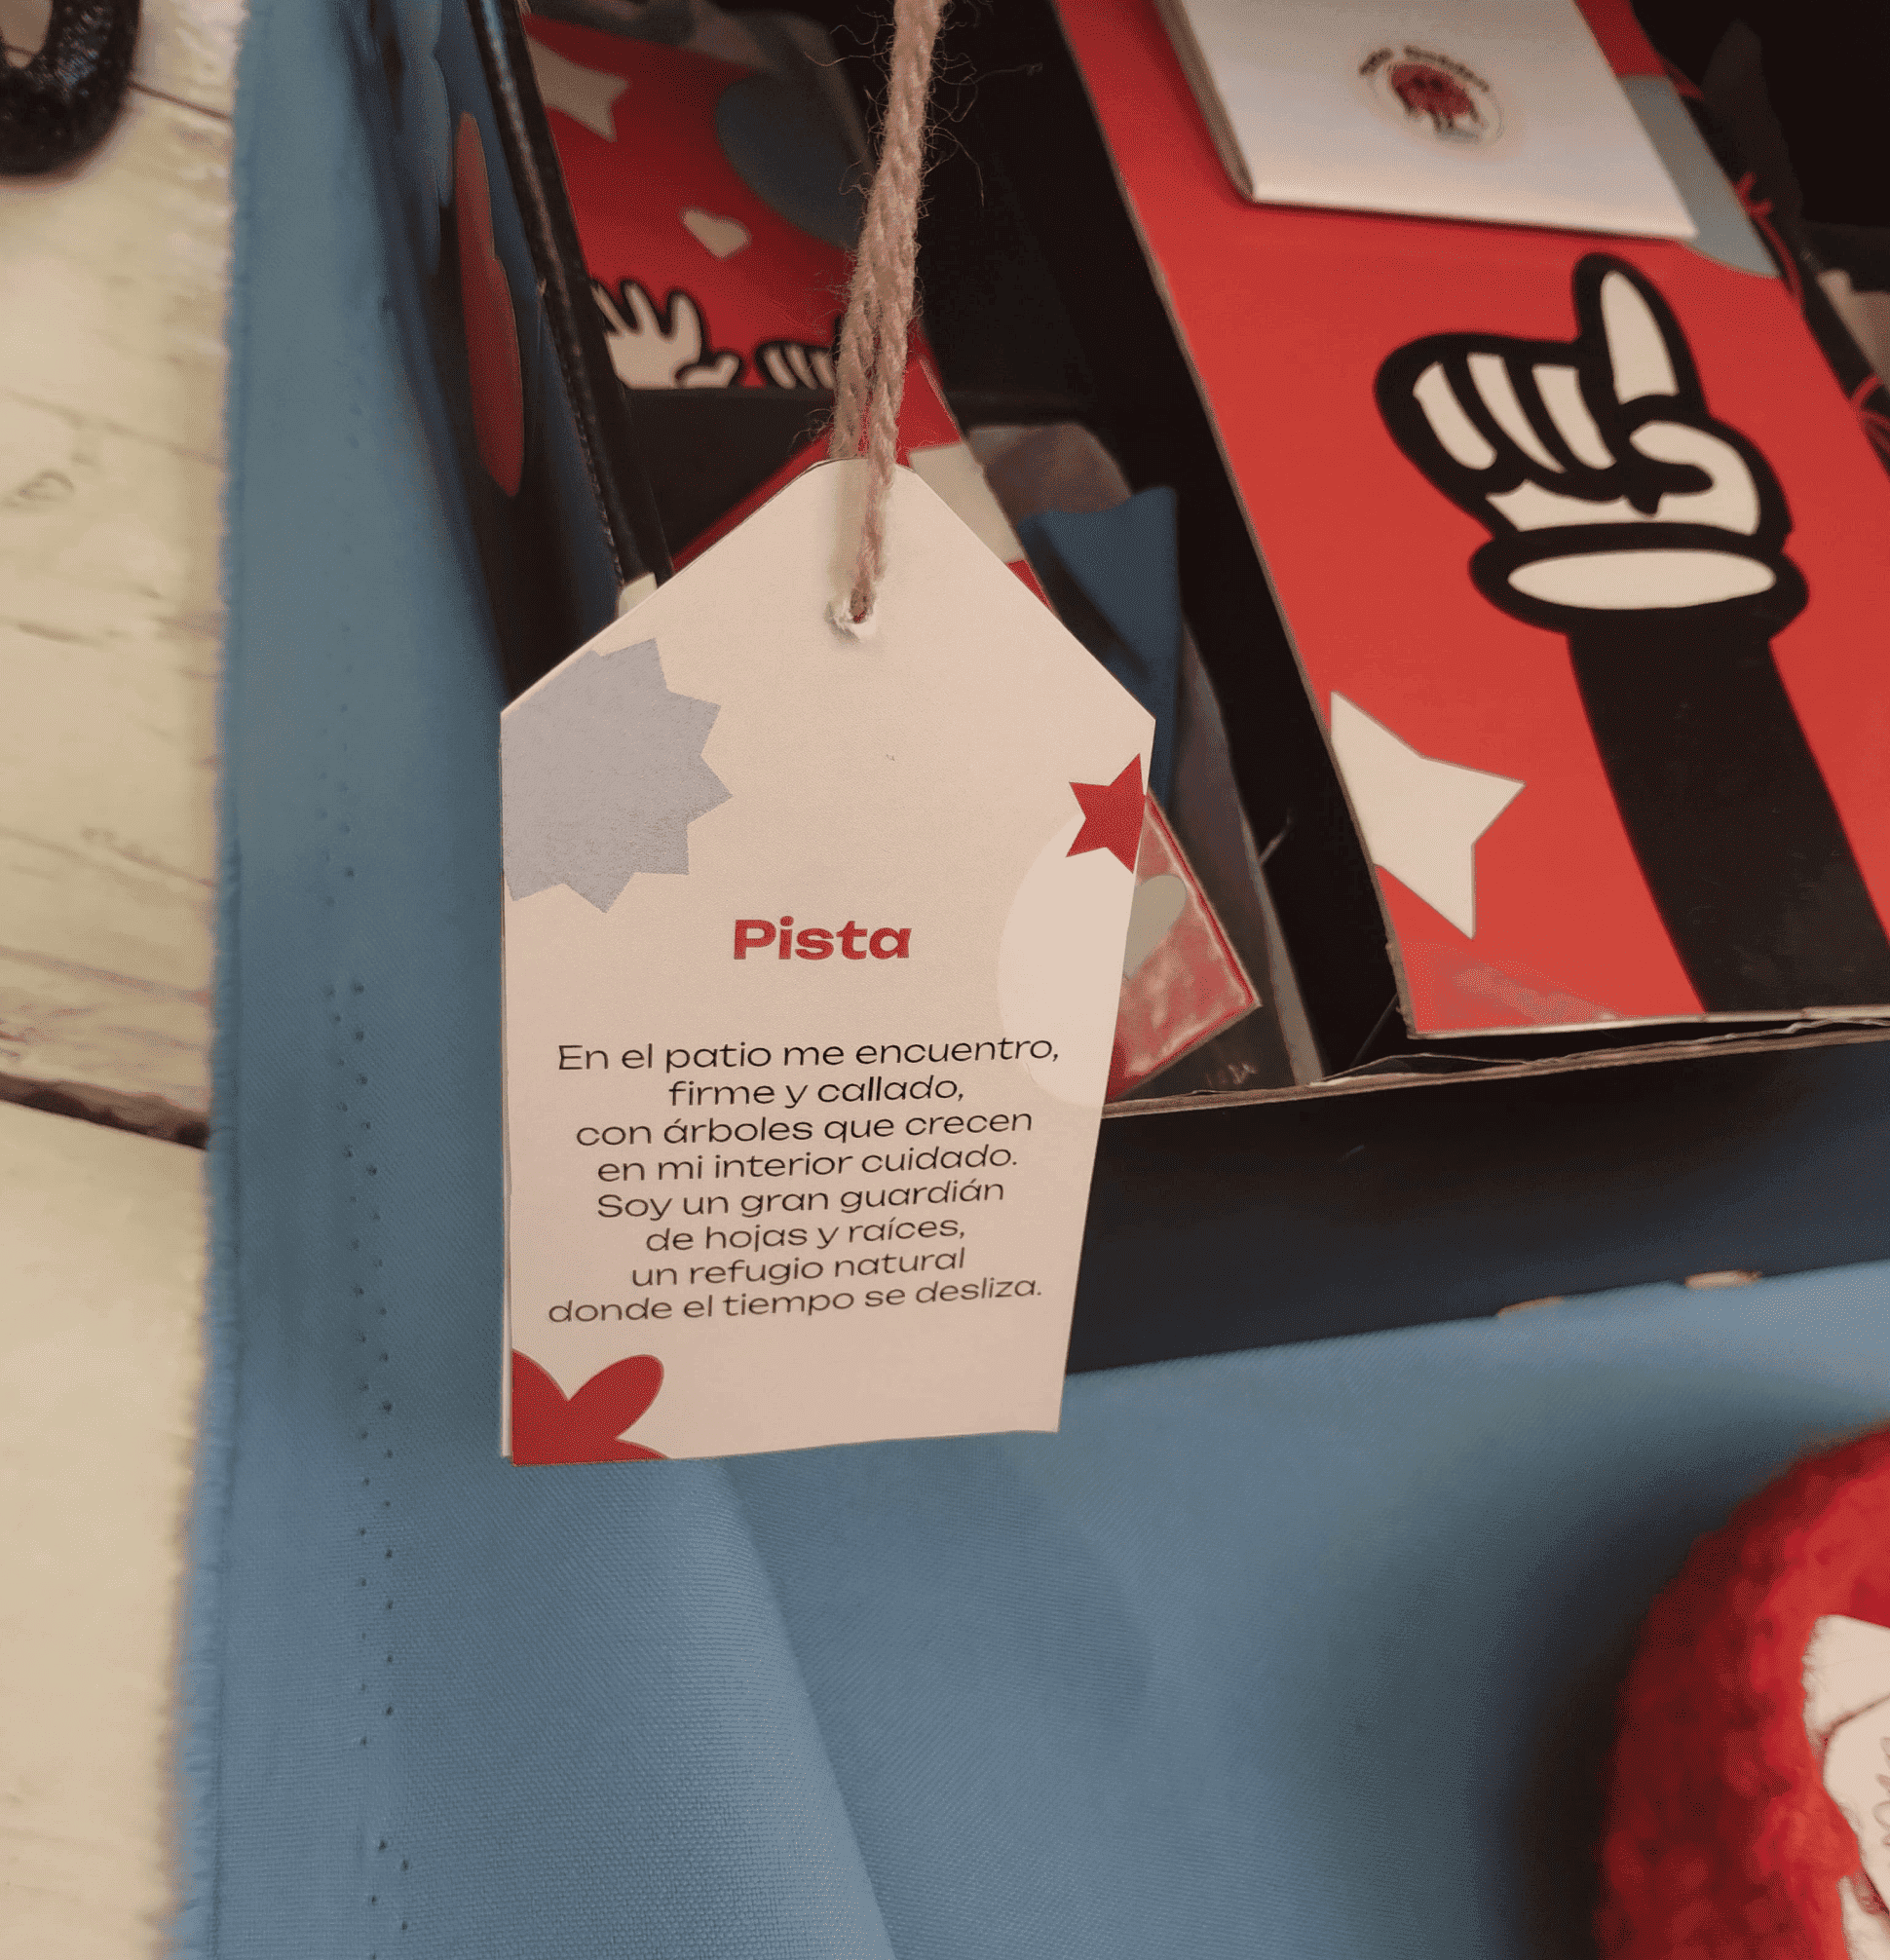 Pista
En el patio me encuentro,
firme y callado,
con árboles que crecen
en mi interior cuidado.
Soy un gran guardián
de hojas y raíces,
un refugio natural
donde el tiempo se desliza.